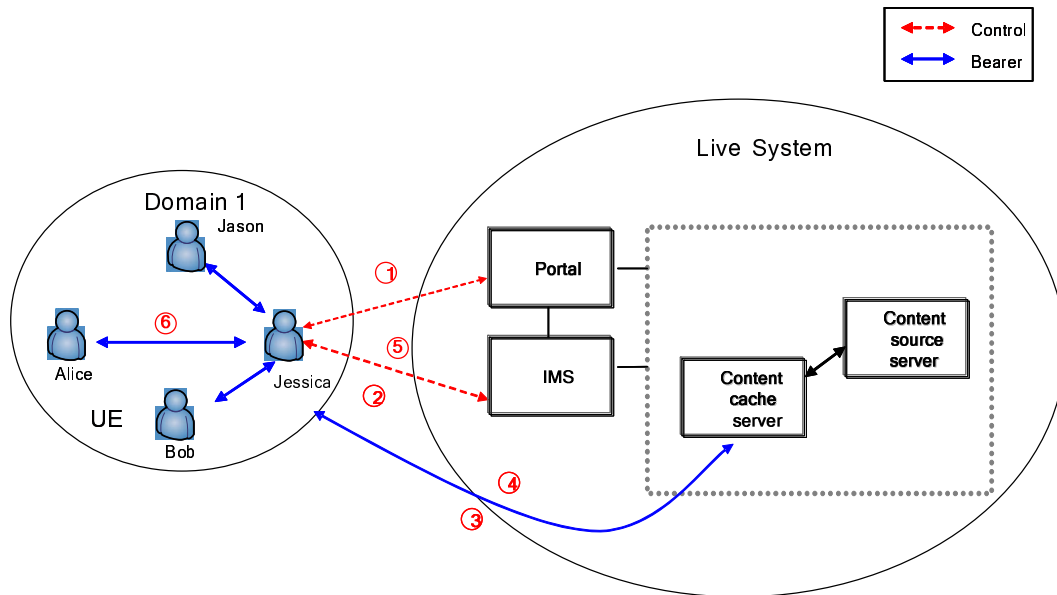 Control
Bearer
Live System
Domain 1
Jason
①
Portal
⑥
Content
source
server
Alice
Jessica
⑤
②
IMS
Content
cache
server
UE
Bob
④
③